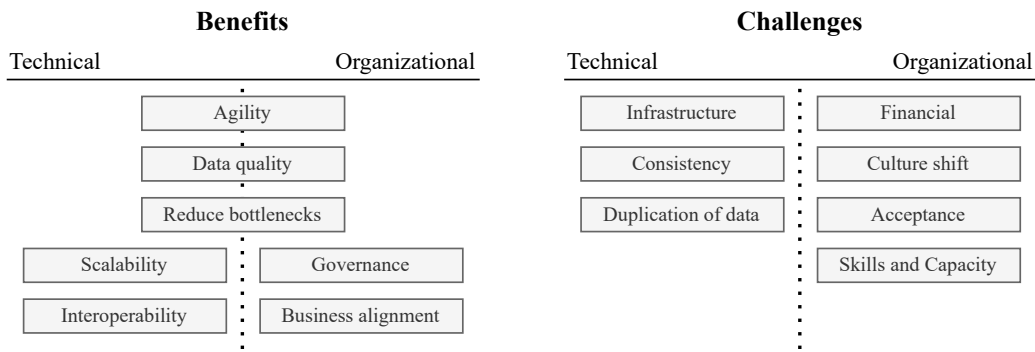 Benefits
Technical
Organizational
Agility
Data quality
Reduce bottlenecks
Scalability
Governance
Interoperability
Business alignment
Challenges
Technical
Organizational
Infrastructure
Financial
Consistency
Culture shift
Duplication of data
Acceptance
Skills and Capacity